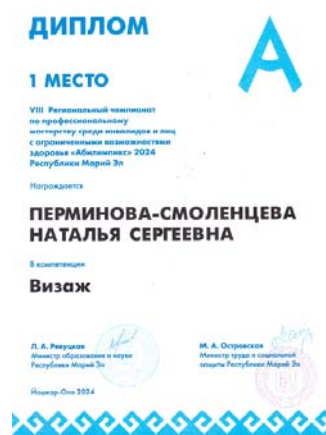 ДИПЛОМ
1 МЕСТО
VIII Региональный чемпионат
по профессиональному
мастерству среди инвалидов и лиц
с ограниченными возможностями
здоровья «Абилимпикс» 2024
Республики Марий Эл
Награждается
ПЕРМИНОВА-СМОЛЕНЦЕВА
НАТАЛЬЯ СЕРГЕЕВНА
В компетенции
Визаж
Л. А. Ревуцкая
Министр образования и науки
Республики Марий Эл
М. А. Островская
Министр труда и социальной
защиты Республики Марий Эл
Йошкар-Ола 2024